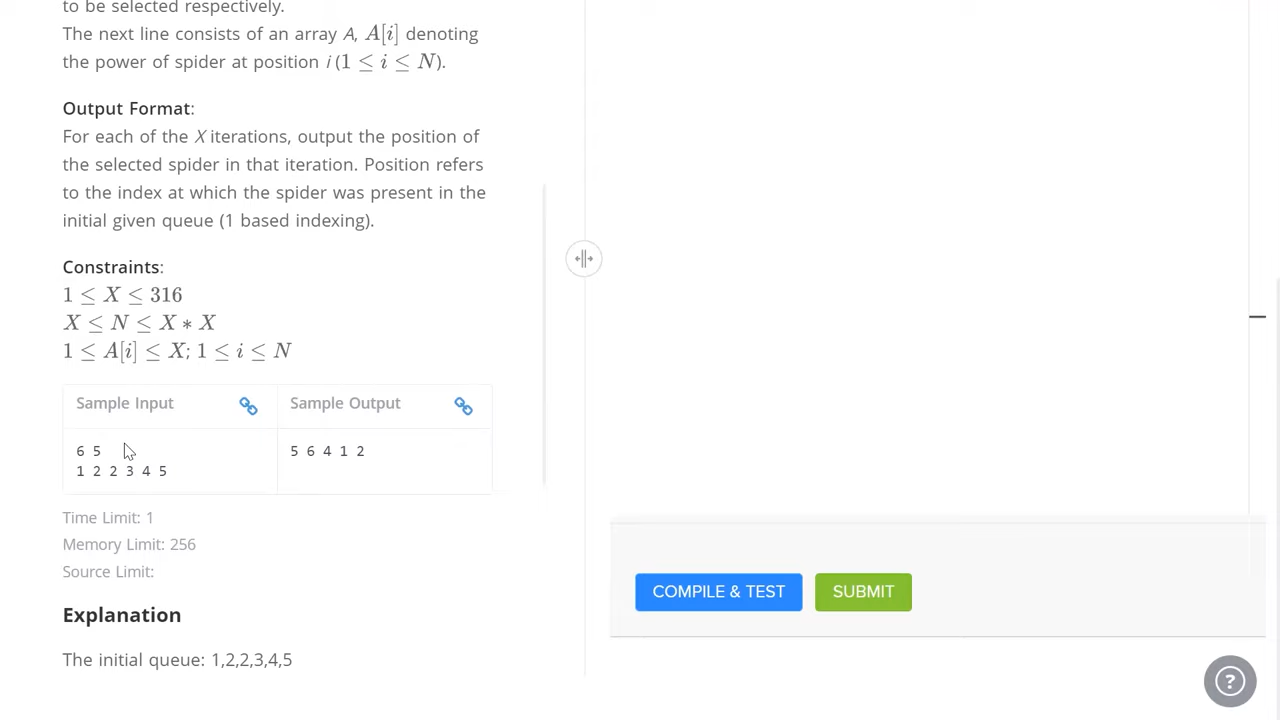 to be selected respectively.
The next line consists of an array A, A[i] denoting
the power of spider at position i (1 ≤ i ≤ N).
Output Format:
For each of the X iterations, output the position of
the selected spider in that iteration. Position refers
to the index at which the spider was present in the
initial given queue (1 based indexing).
Constraints:
1 ≤ X ≤ 316
X ≤ N ≤ X * X
1 ≤ A[i] ≤ X; 1 ≤ i ≤ N
Sample Input
Sample Output
6 5
1 2 2 3 4 5
5 6 4 1 2
Time Limit: 1
Memory Limit: 256
Source Limit:
Explanation
The initial queue: 1,2,2,3,4,5
COMPILE & TEST
SUBMIT
?